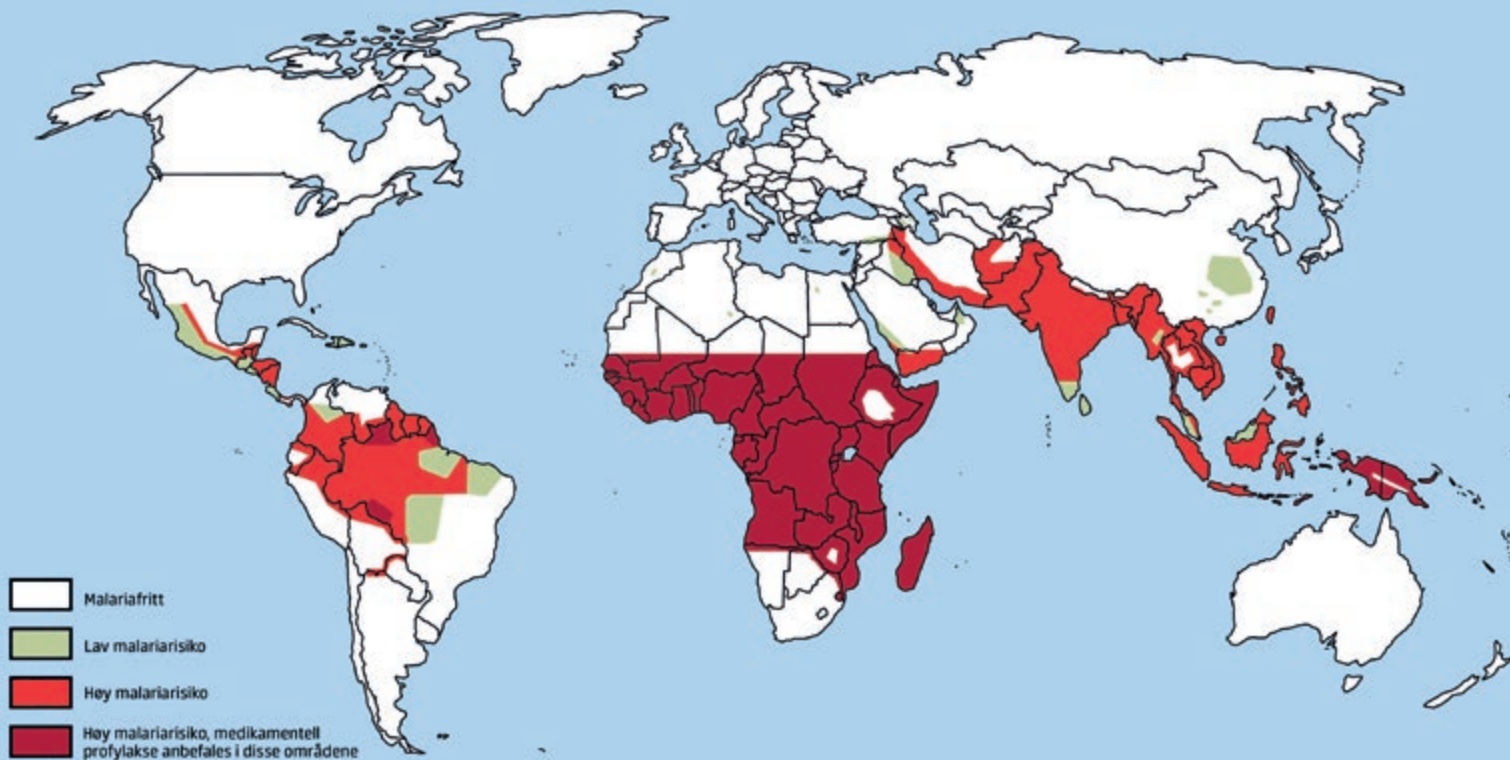 Malariafritt
Lav malariarisiko
Høy malariarisiko
Høy malariarisiko, medikamentell
profylakse anbefales i disse områdene